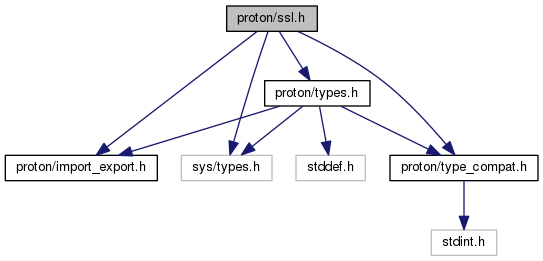 proton/ssl.h
proton/types.h
proton/import_export.h
sys/types.h
stddef.h
proton/type_compat.h
stdint.h